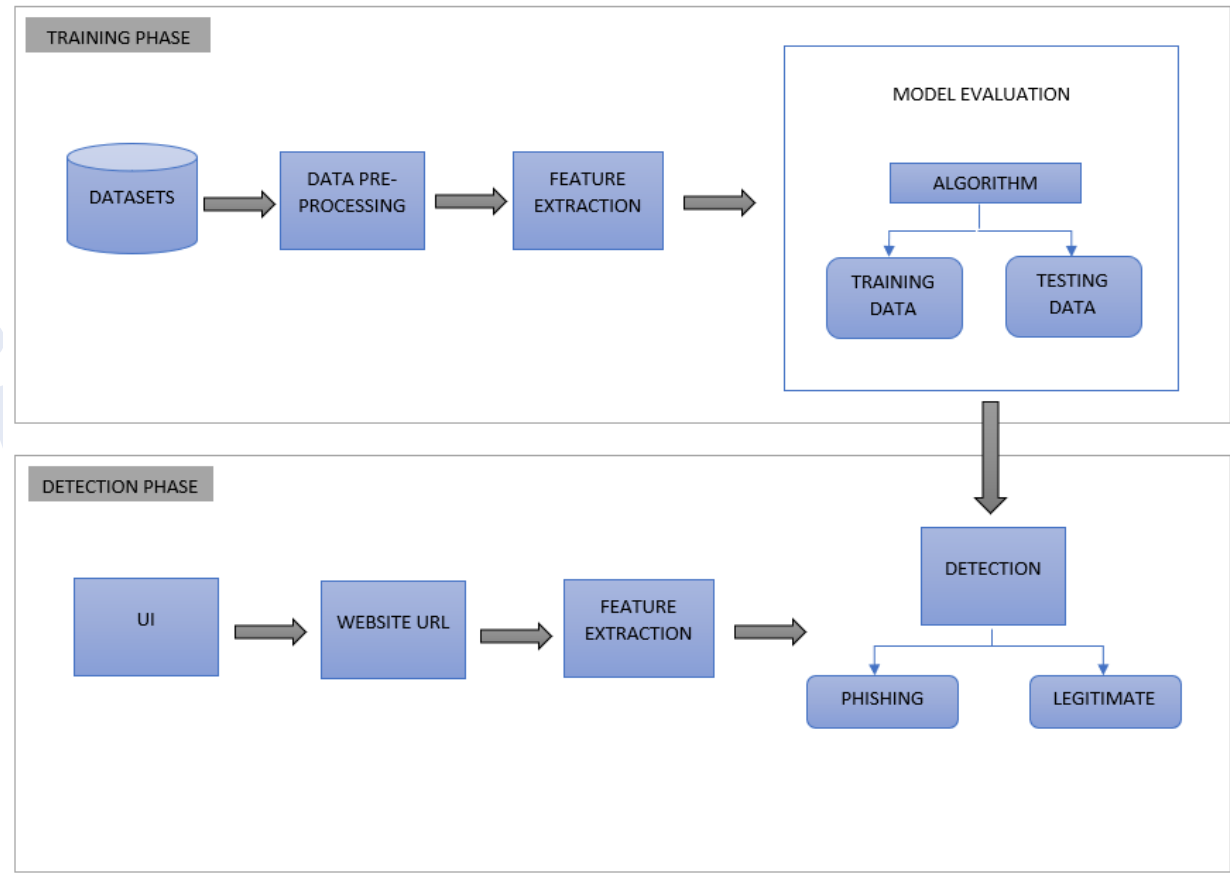 TRAINING PHASE
MODEL EVALUATION
DATASETS
DATA PRE-
PROCESSING
FEATURE
EXTRACTION
ALGORITHM
TRAINING
DATA
TESTING
DATA
DETECTION PHASE
UI
WEBSITE URL
FEATURE
EXTRACTION
DETECTION
PHISHING
LEGITIMATE